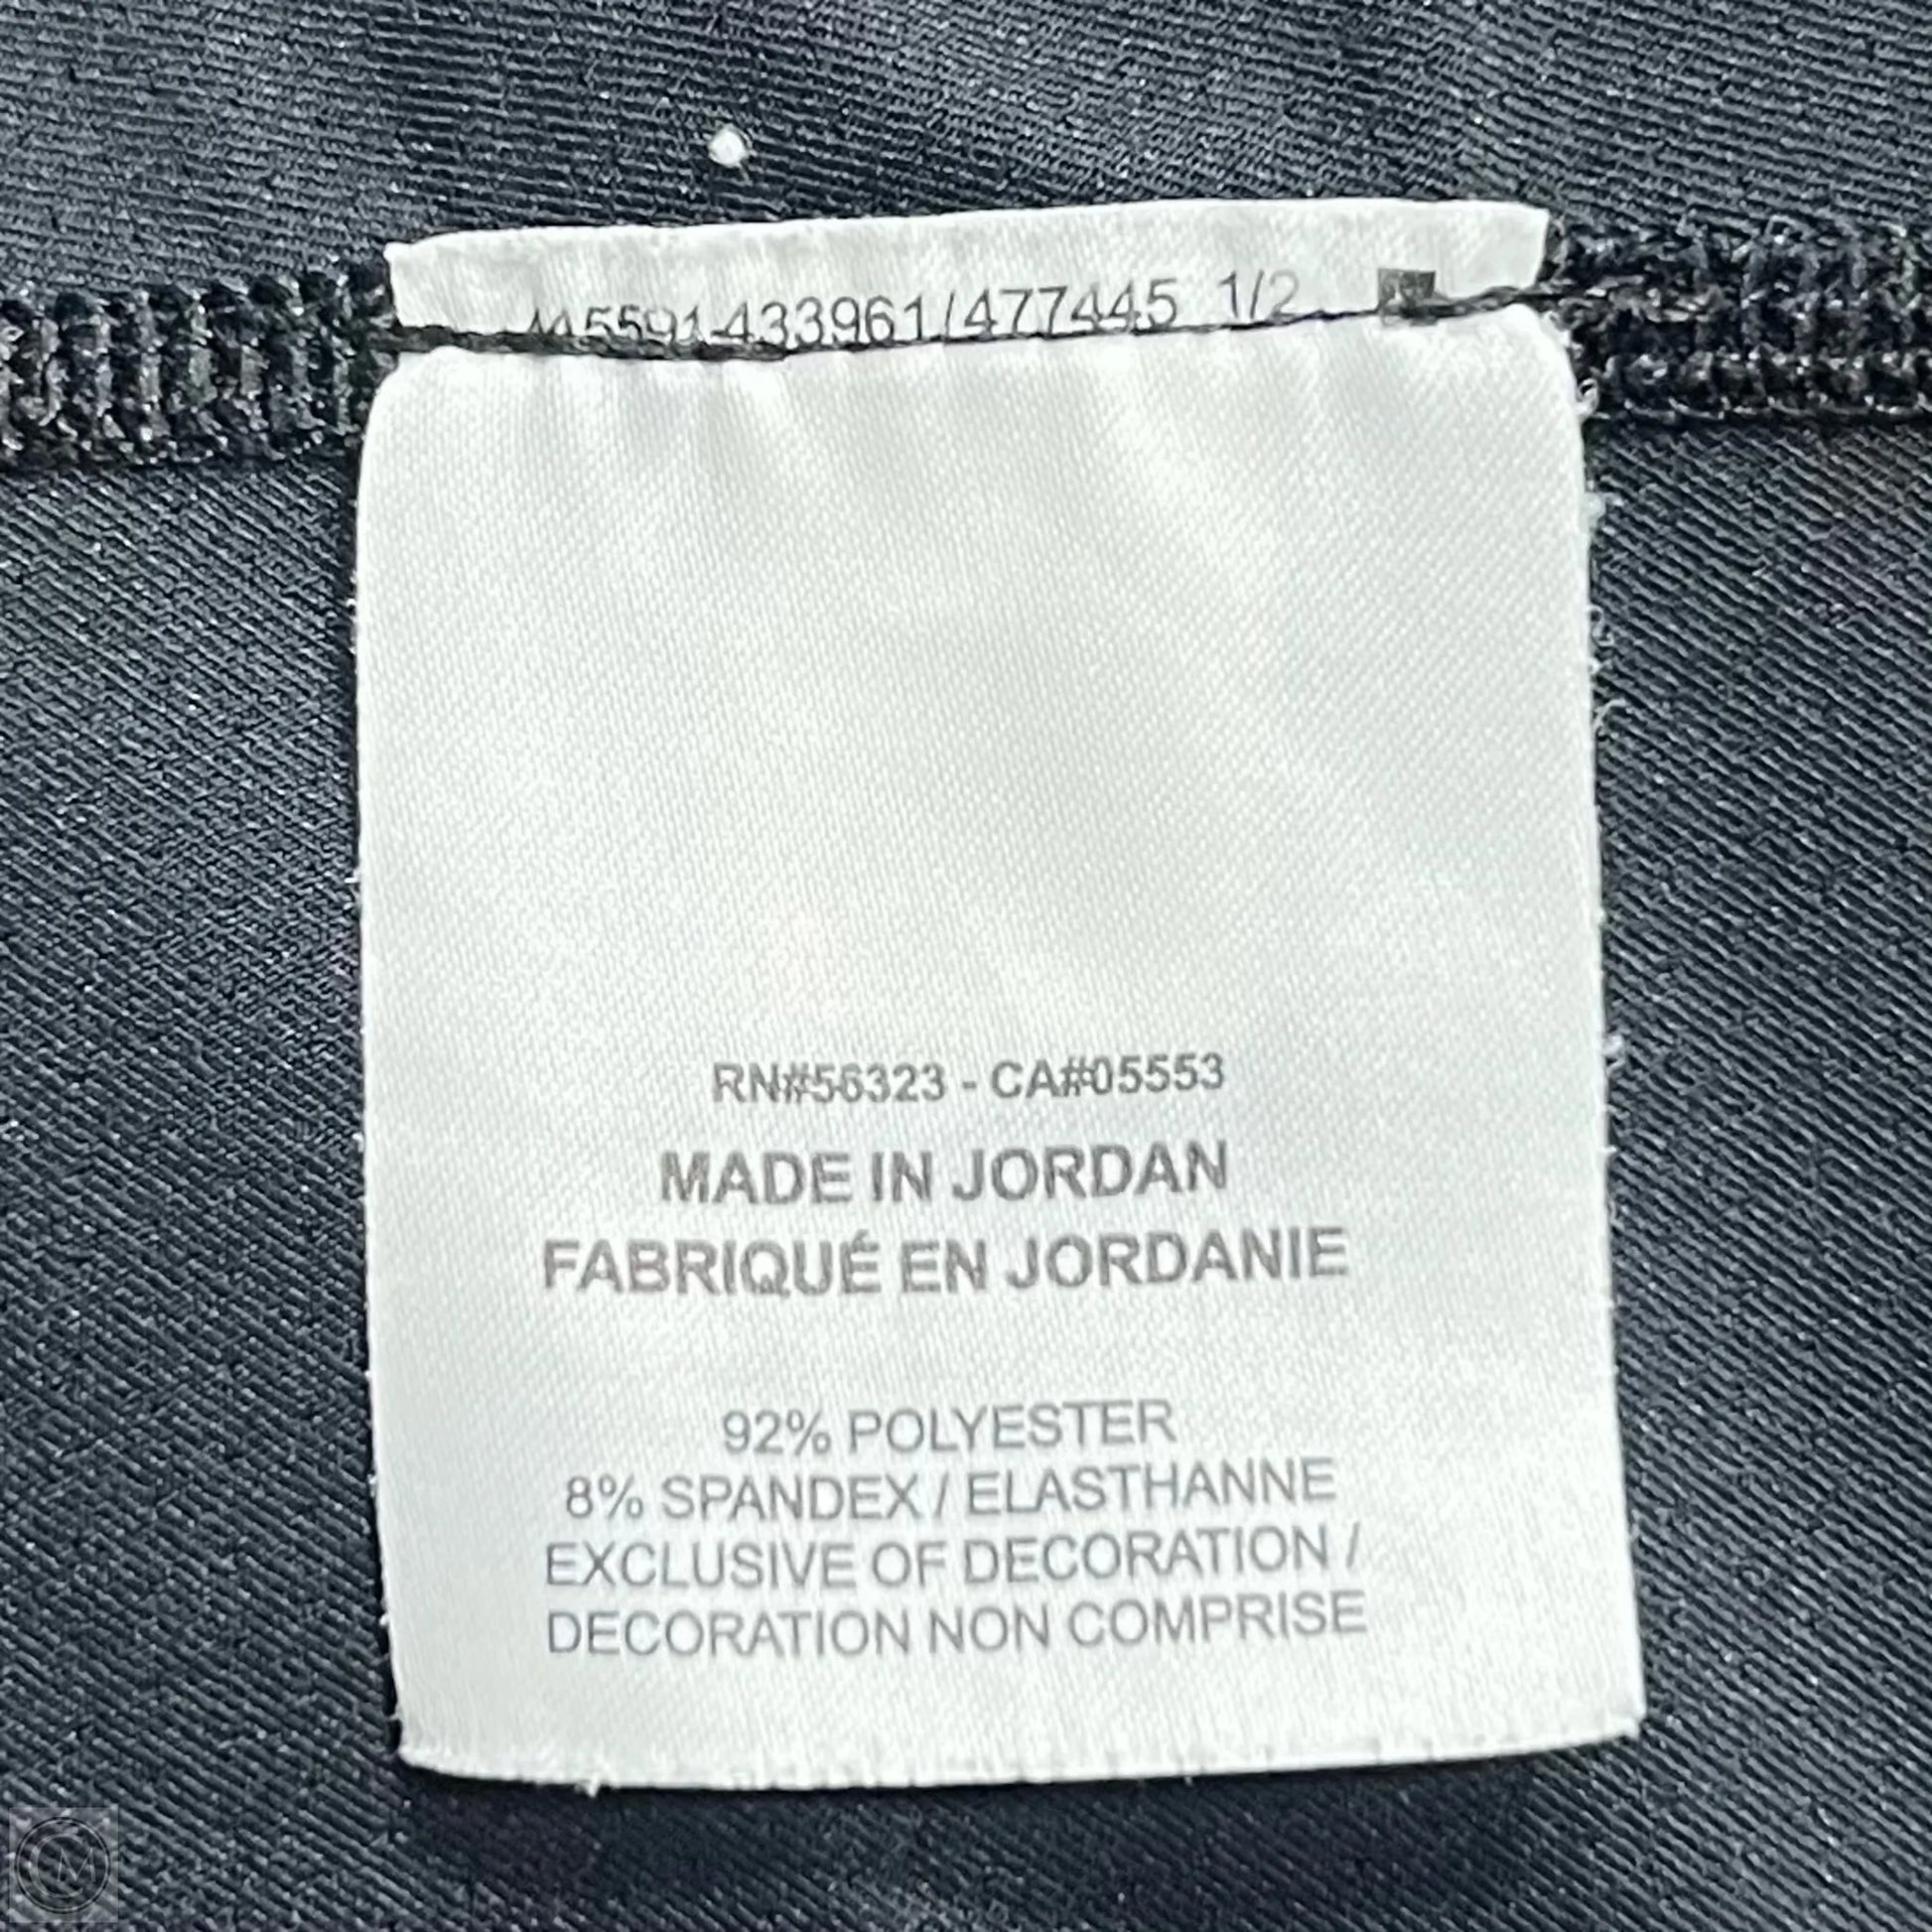 433961/477445 1/2
RN#56323 - CA#05553
MADE IN JORDAN
FABRIQUÉ EN JORDANIE
92% POLYESTER
8% SPANDEX / ELASTHANNE
EXCLUSIVE OF DECORATION /
DECORATION NON COMPRISE